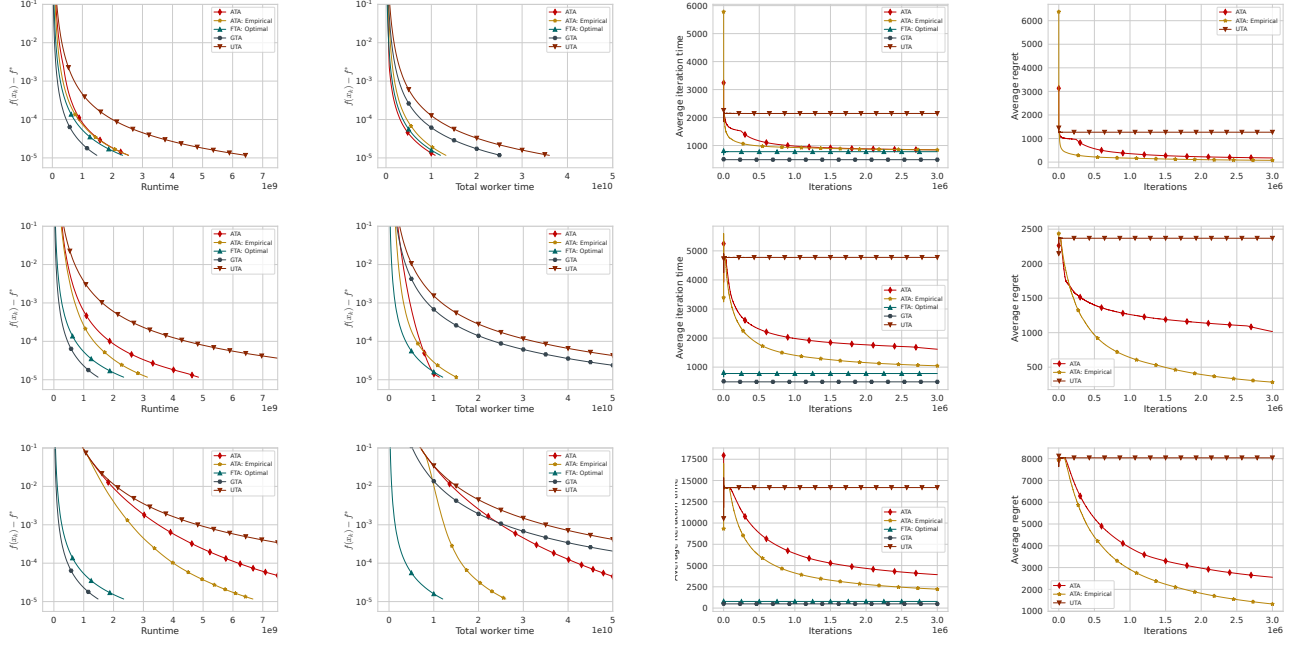 10⁻¹
10⁻²
10⁻³
10⁻⁴
10⁻⁵
f(x_k) − f*
ATA
ATA: Empirical
FTA: Optimal
GTA
UTA
0 1 2 3 4 5 6 7
Runtime
1e9
10⁻¹
10⁻²
10⁻³
10⁻⁴
10⁻⁵
f(x_k) − f*
ATA
ATA: Empirical
FTA: Optimal
GTA
UTA
0 10 20 30 40 50
Total worker time
1e10
6000
5000
4000
3000
2000
1000
Average iteration time
ATA
ATA: Empirical
FTA: Optimal
GTA
UTA
0.0 0.5 1.0 1.5 2.0 2.5 3.0
Iterations
1e6
6000
5000
4000
3000
2000
1000
0
Average regret
ATA
ATA: Empirical
UTA
0.0 0.5 1.0 1.5 2.0 2.5 3.0
Iterations
1e6
10⁻¹
10⁻²
10⁻³
10⁻⁴
10⁻⁵
f(x_k) − f*
ATA
ATA: Empirical
FTA: Optimal
GTA
UTA
0 1 2 3 4 5 6 7
Runtime
1e9
10⁻¹
10⁻²
10⁻³
10⁻⁴
10⁻⁵
f(x_k) − f*
ATA
ATA: Empirical
FTA: Optimal
GTA
UTA
0 10 20 30 40 50
Total worker time
1e10
5000
4000
3000
2000
1000
Average iteration time
ATA
ATA: Empirical
FTA: Optimal
GTA
UTA
0.0 0.5 1.0 1.5 2.0 2.5 3.0
Iterations
1e6
2500
2000
1500
1000
500
Average regret
ATA
ATA: Empirical
UTA
0.0 0.5 1.0 1.5 2.0 2.5 3.0
Iterations
1e6
10⁻¹
10⁻²
10⁻³
10⁻⁴
10⁻⁵
f(x_k) − f*
ATA
ATA: Empirical
FTA: Optimal
GTA
UTA
0 1 2 3 4 5 6 7
Runtime
1e9
10⁻¹
10⁻²
10⁻³
10⁻⁴
10⁻⁵
f(x_k) − f*
ATA
ATA: Empirical
FTA: Optimal
GTA
UTA
0 10 20 30 40 50
Total worker time
1e10
17500
15000
12500
10000
7500
5000
2500
0
ATA
ATA: Empirical
FTA: Optimal
GTA
UTA
0.0 0.5 1.0 1.5 2.0 2.5 3.0
Iterations
1e6
8000
7000
6000
5000
4000
3000
2000
1000
Average regret
ATA
ATA: Empirical
UTA
0.0 0.5 1.0 1.5 2.0 2.5 3.0
Iterations
1e6